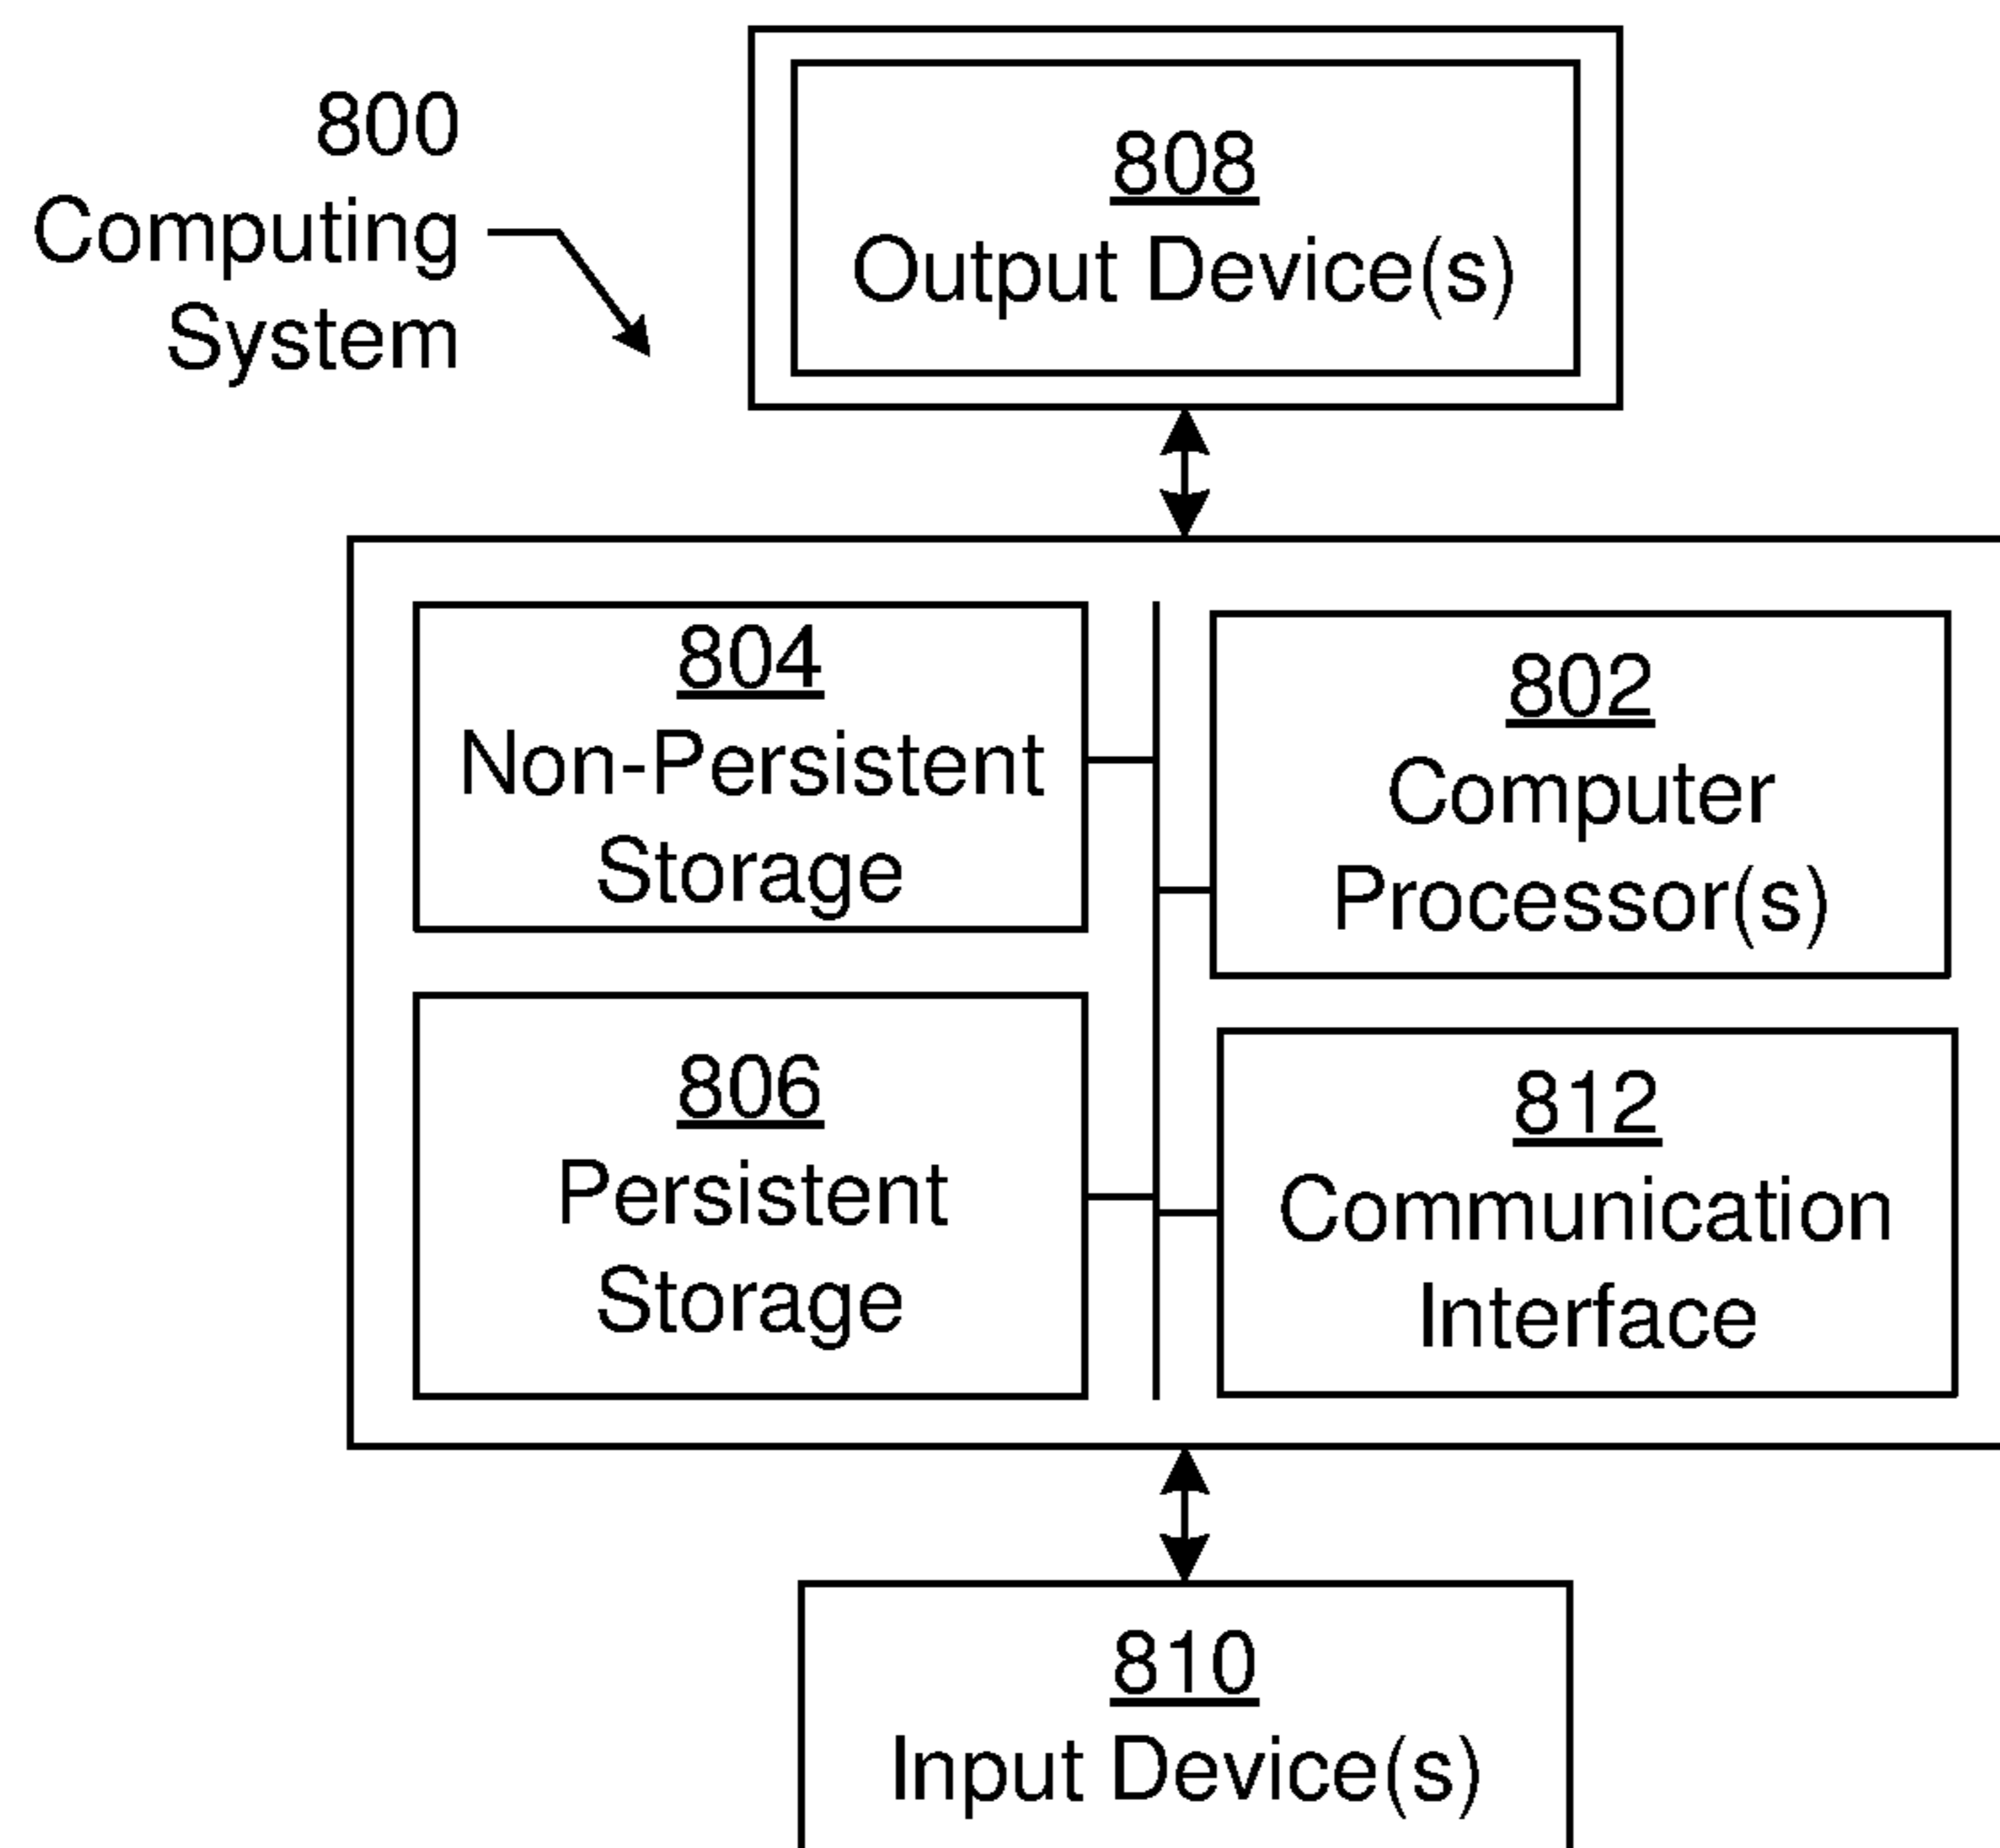 800
Computing
System
808
Output Device(s)
804
Non-Persistent
Storage
802
Computer
Processor(s)
806
Persistent
Storage
812
Communication
Interface
810
Input Device(s)